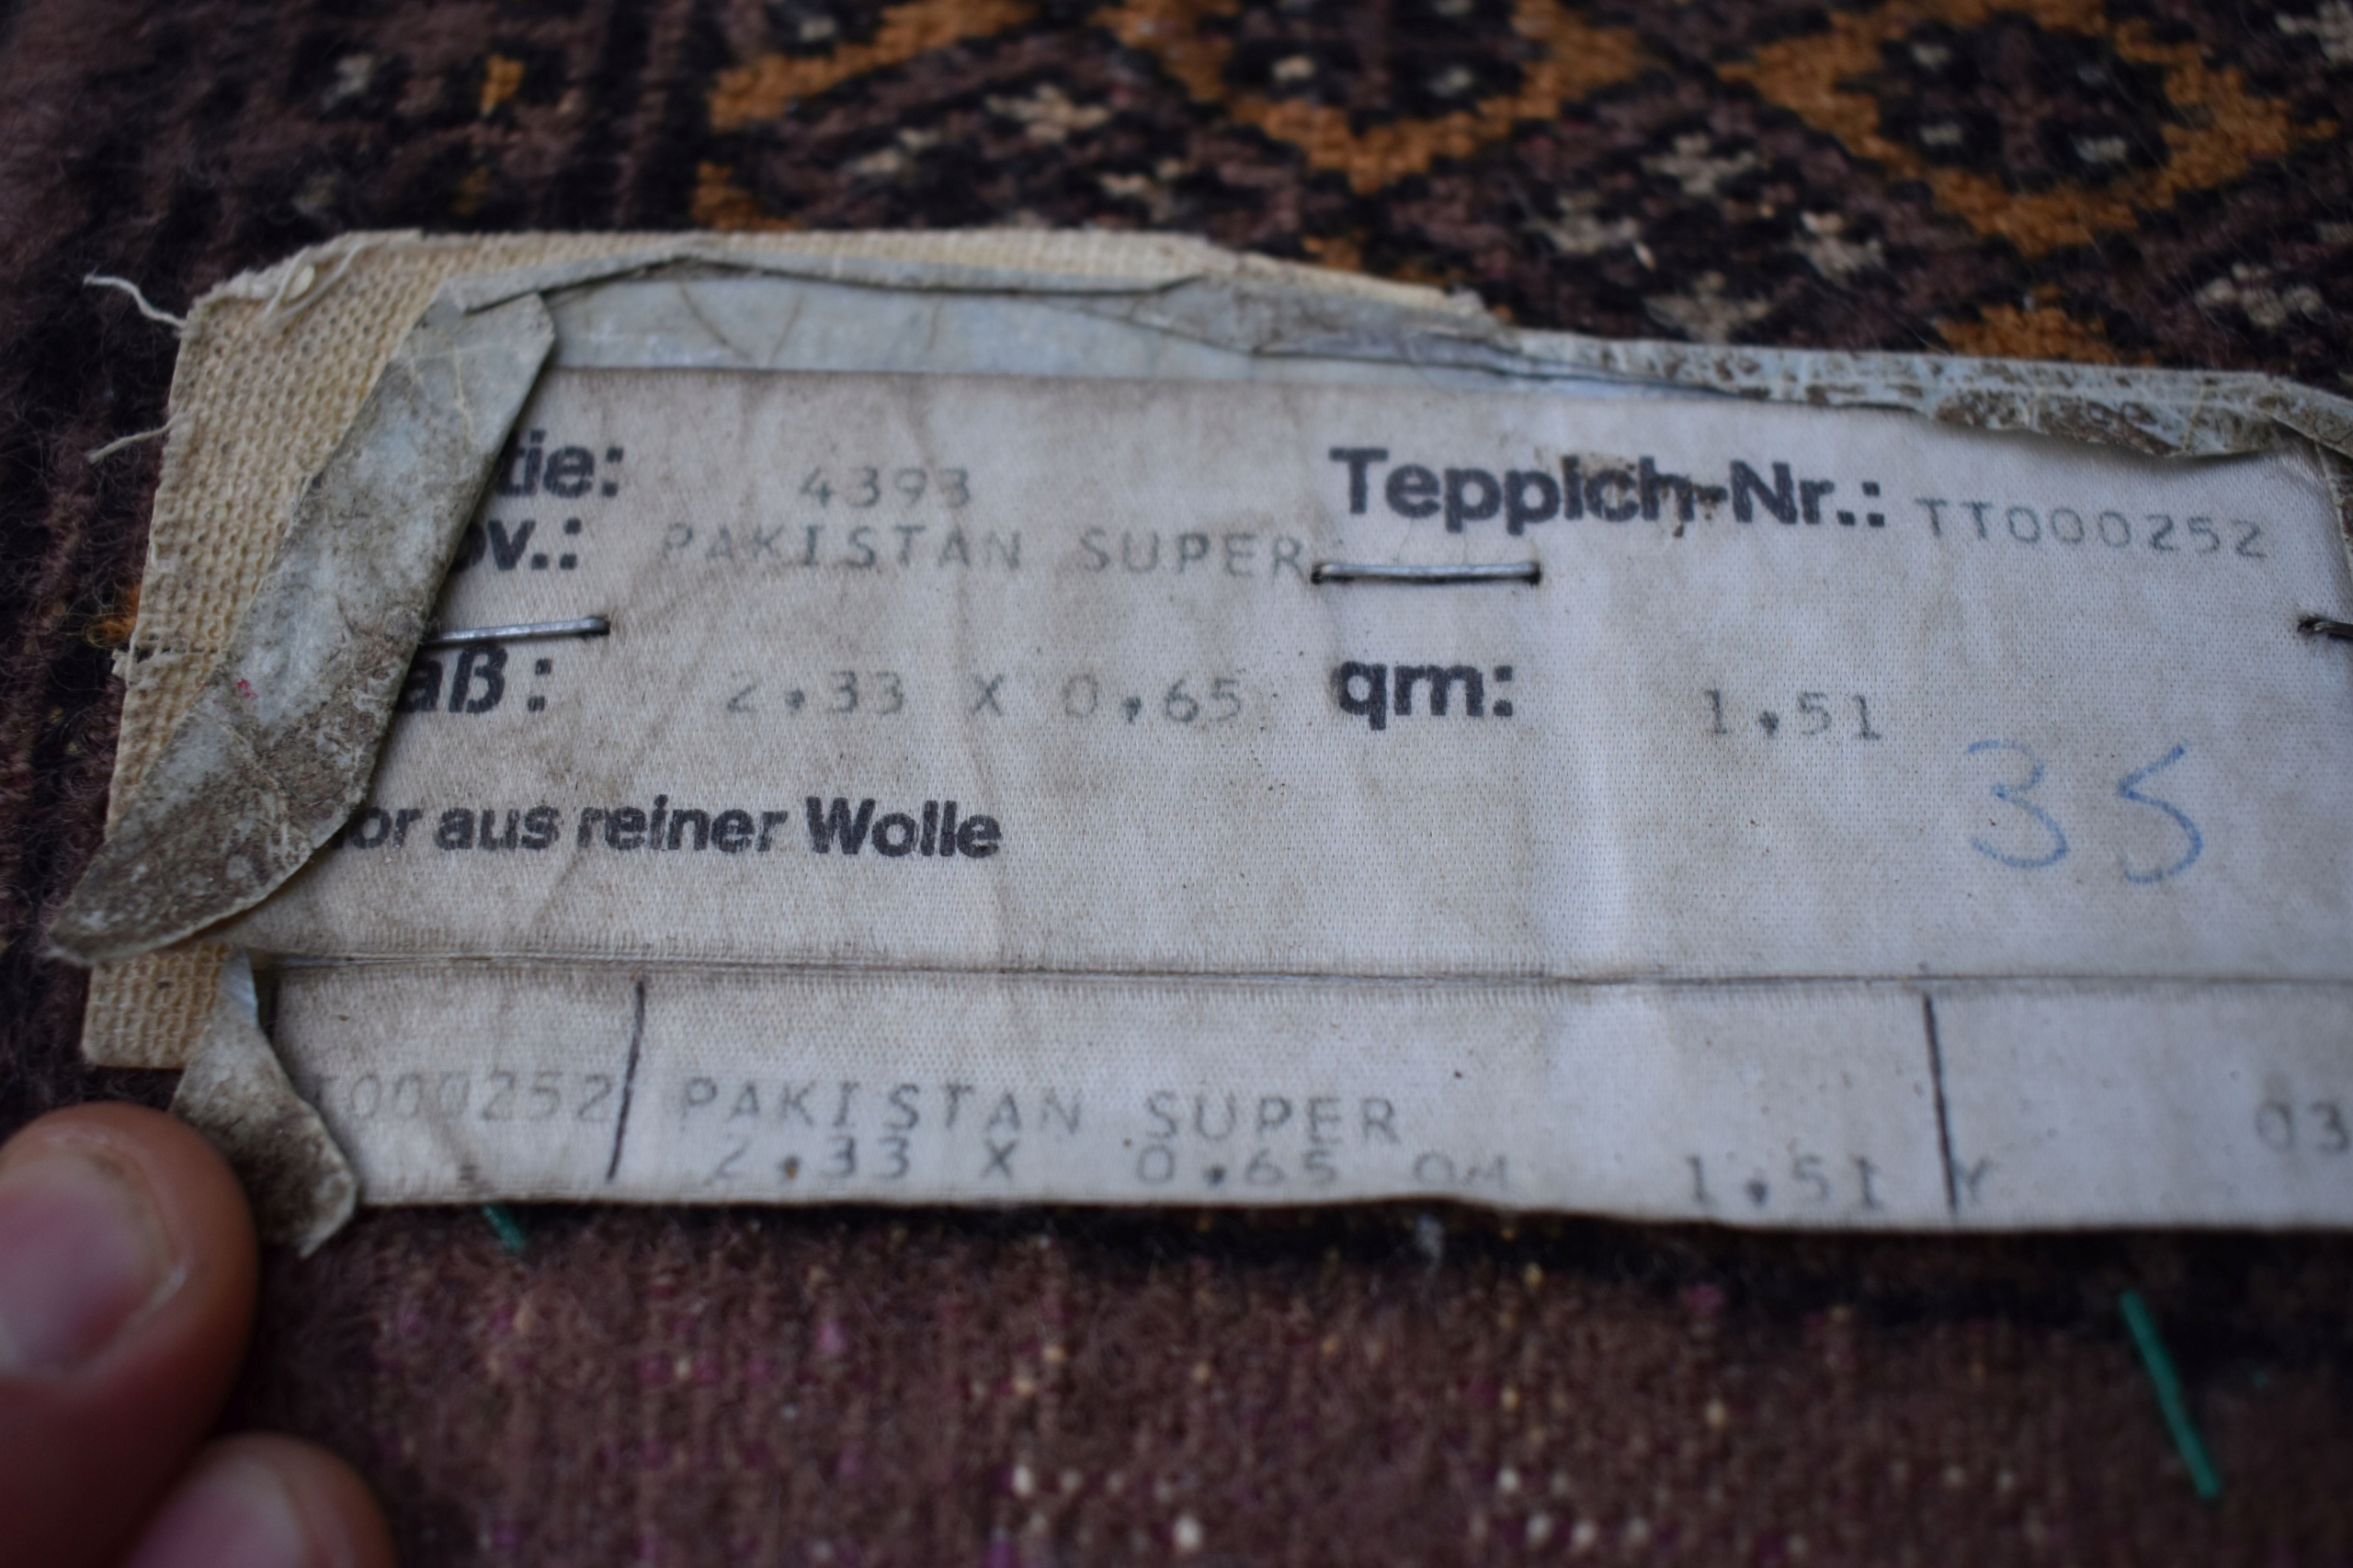 tie: 4393 Teppich-Nr.: TT000252
ov.: PAKISTAN SUPER
aß: 2,33 X 0,65 qm: 1,51
35
or aus reiner Wolle
T000252 PAKISTAN SUPER 03
2,33 X 0,65 QM 1,51 Y